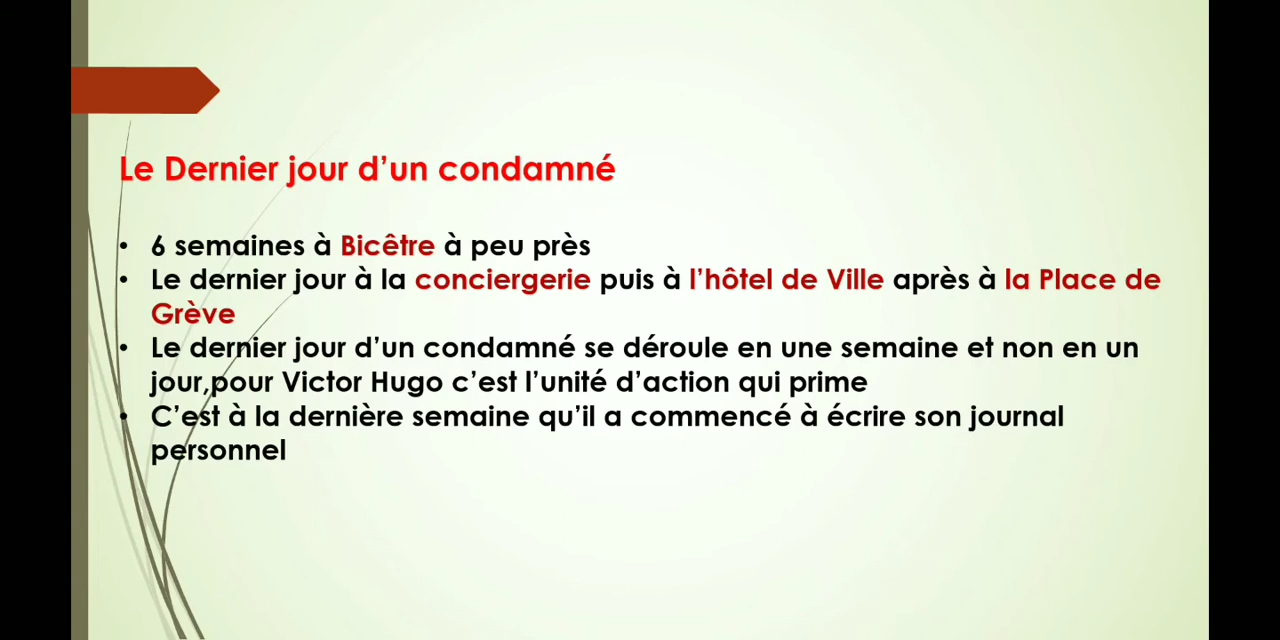 Le Dernier jour d’un condamné
• 6 semaines à Bicêtre à peu près
• Le dernier jour à la conciergerie puis à l’hôtel de Ville après à la Place de
Grève
• Le dernier jour d’un condamné se déroule en une semaine et non en un
jour,pour Victor Hugo c’est l’unité d’action qui prime
• C’est à la dernière semaine qu’il a commencé à écrire son journal
personnel